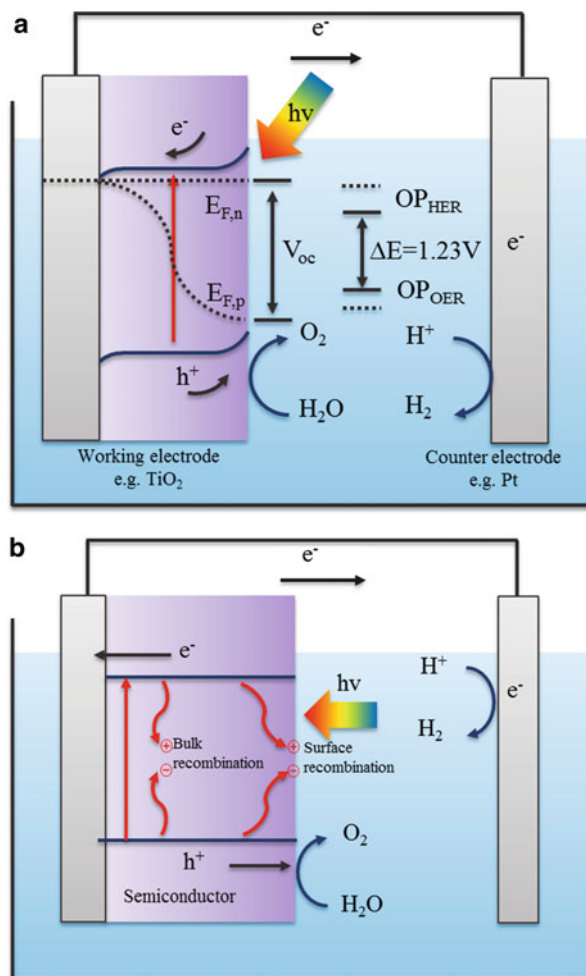 a
e⁻
hν
e⁻
E_F,n
OP_HER
V_oc
ΔE=1.23V
e⁻
E_F,p
OP_OER
O₂
H⁺
h⁺
H₂O
H₂
Working electrode
e.g. TiO₂
Counter electrode
e.g. Pt
b
e⁻
e⁻
H⁺
hν
e⁻
+ Bulk
recombination
-
+ Surface
recombination
-
H₂
O₂
h⁺
Semiconductor
H₂O